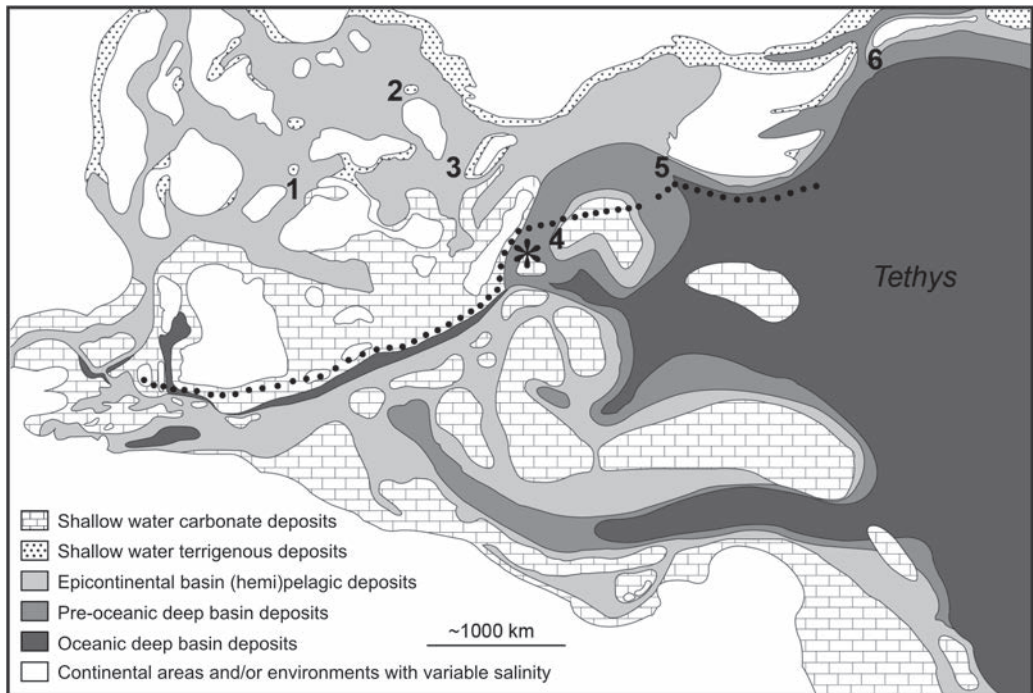 2
6
3
5
1
4
*
Tethys
Shallow water carbonate deposits
Shallow water terrigenous deposits
Epicontinental basin (hemi)pelagic deposits
Pre-oceanic deep basin deposits
Oceanic deep basin deposits
~1000 km
Continental areas and/or environments with variable salinity